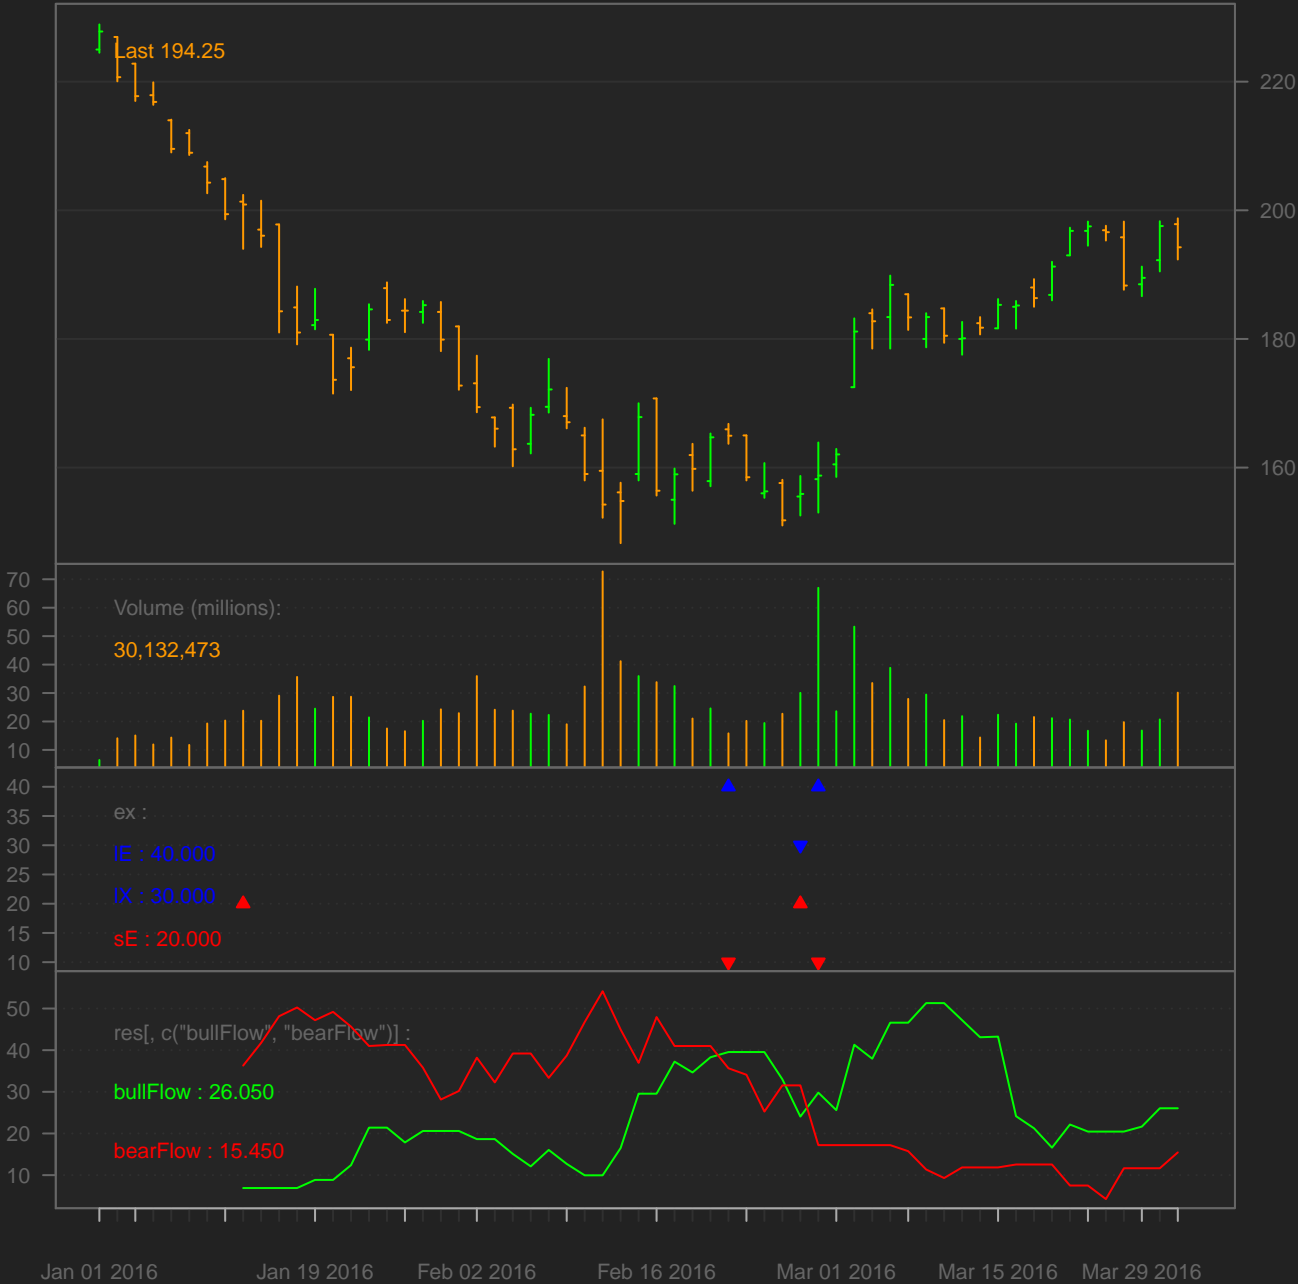 Last 194.25
220
200
180
160
70
60
50
40
30
20
10
Volume (millions):
30,132,473
40
35
30
25
20
15
10
ex :
lE : 40.000
lX : 30.000
sE : 20.000
50
40
30
20
10
res[, c("bullFlow", "bearFlow")] :
bullFlow : 26.050
bearFlow : 15.450
Jan 01 2016 Jan 19 2016 Feb 02 2016 Feb 16 2016 Mar 01 2016 Mar 15 2016 Mar 29 2016